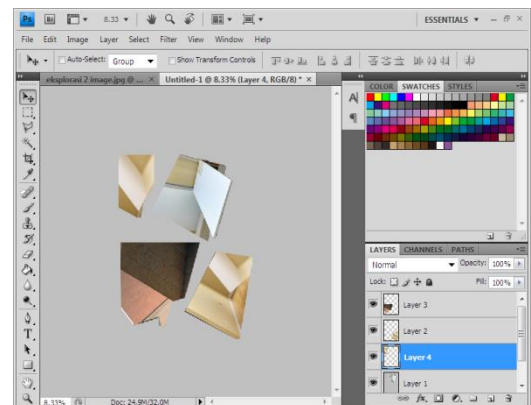 Ps Br 8.33 ESSENTIALS
File Edit Image Layer Select Filter View Window Help
Auto-Select: Group Show Transform Controls
eksplorasi 2 image.jpg @ ... × Untitled-1 @ 8.33% (Layer 4, RGB/8) * ×
COLOR SWATCHES STYLES
LAYERS CHANNELS PATHS
Normal Opacity: 100%
Lock: Fill: 100%
Layer 3
Layer 2
Layer 4
Layer 1
8.33% Doc: 24.9M/32.0M